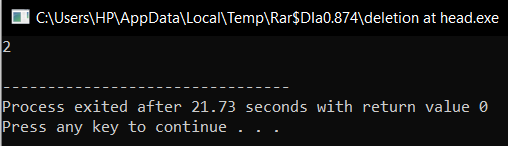 C:\Users\HP\AppData\Local\Temp\Rar$DIa0.874\deletion at head.exe
2
--------------------------------
Process exited after 21.73 seconds with return value 0
Press any key to continue . . .